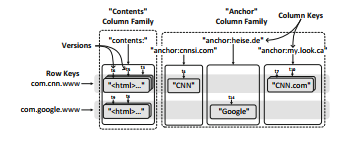 "Contents"
Column Family
"Anchor"
Column Family
Column Keys
"contents:"
"anchor:heise.de"
Versions
"anchor:cnnsi.com"
"anchor:my.look.ca"
Row Keys
com.cnn.www
"<html>..."
"CNN"
"CNN.com"
com.google.www
"<html>..."
"Google"